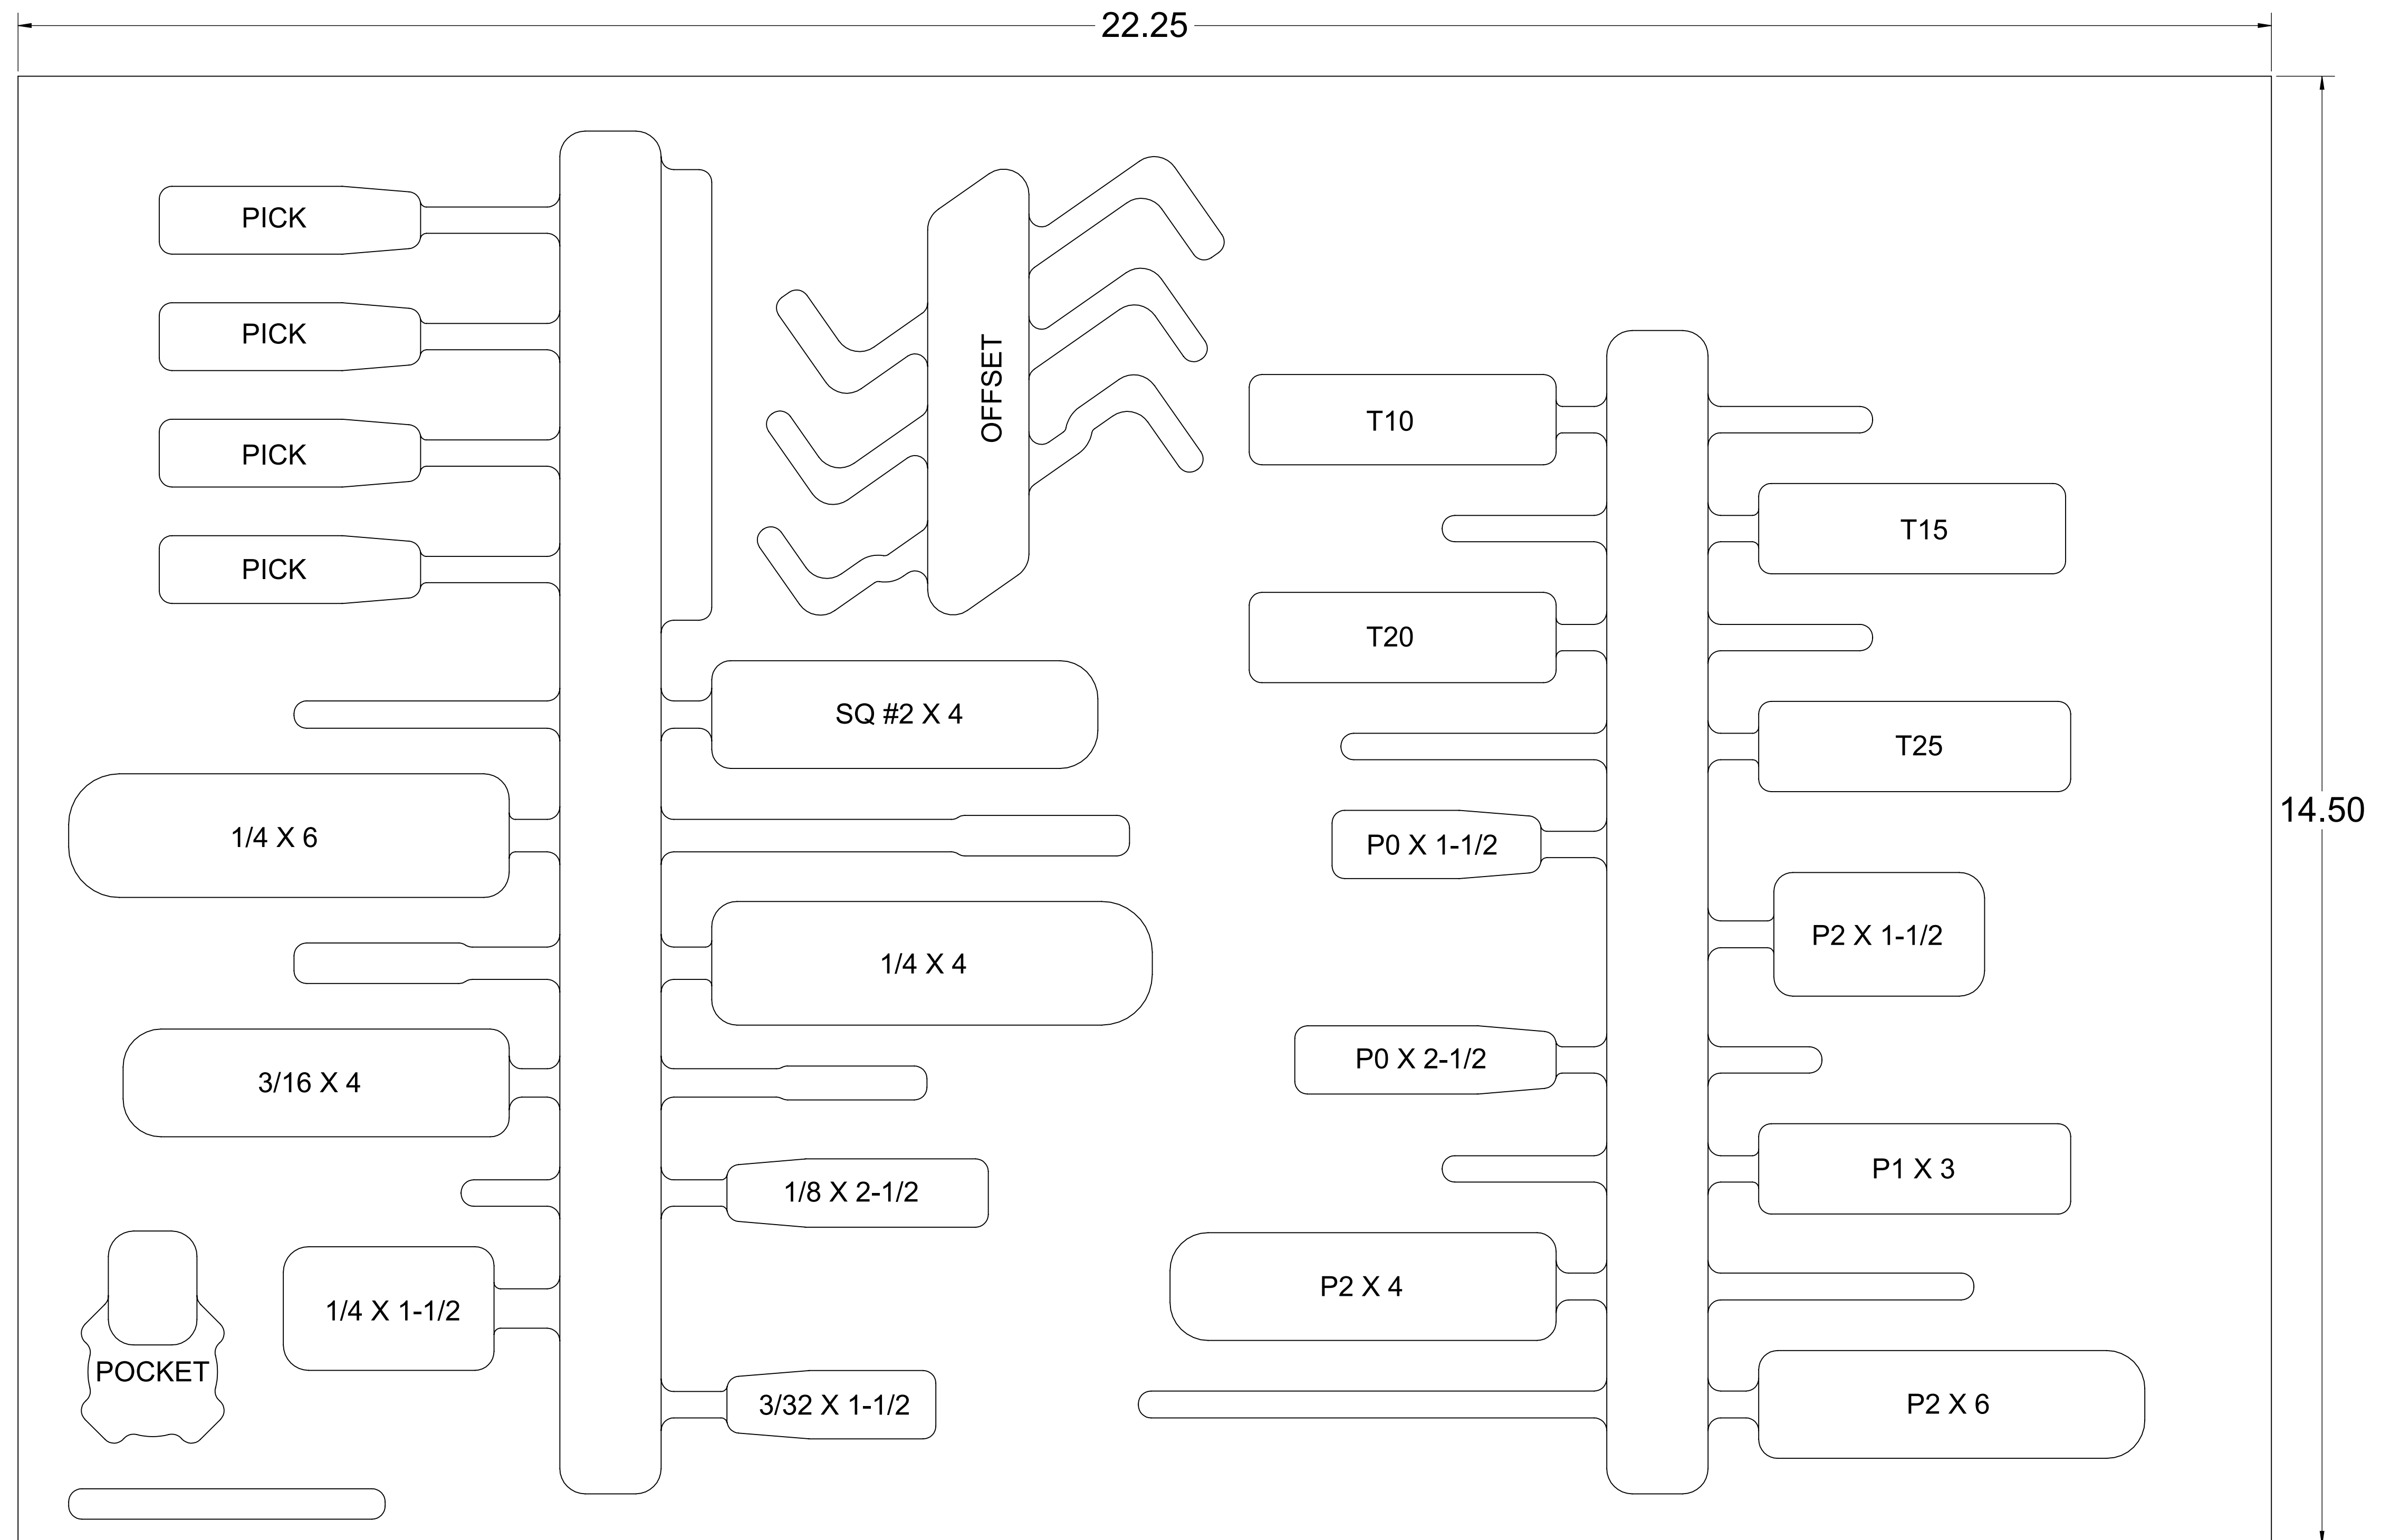 22.25
PICK
PICK
PICK
PICK
OFFSET
T10
T15
T20
SQ #2 X 4
T25
14.50
1/4 X 6
P0 X 1-1/2
P2 X 1-1/2
1/4 X 4
P0 X 2-1/2
3/16 X 4
P1 X 3
1/8 X 2-1/2
P2 X 4
1/4 X 1-1/2
POCKET
3/32 X 1-1/2
P2 X 6